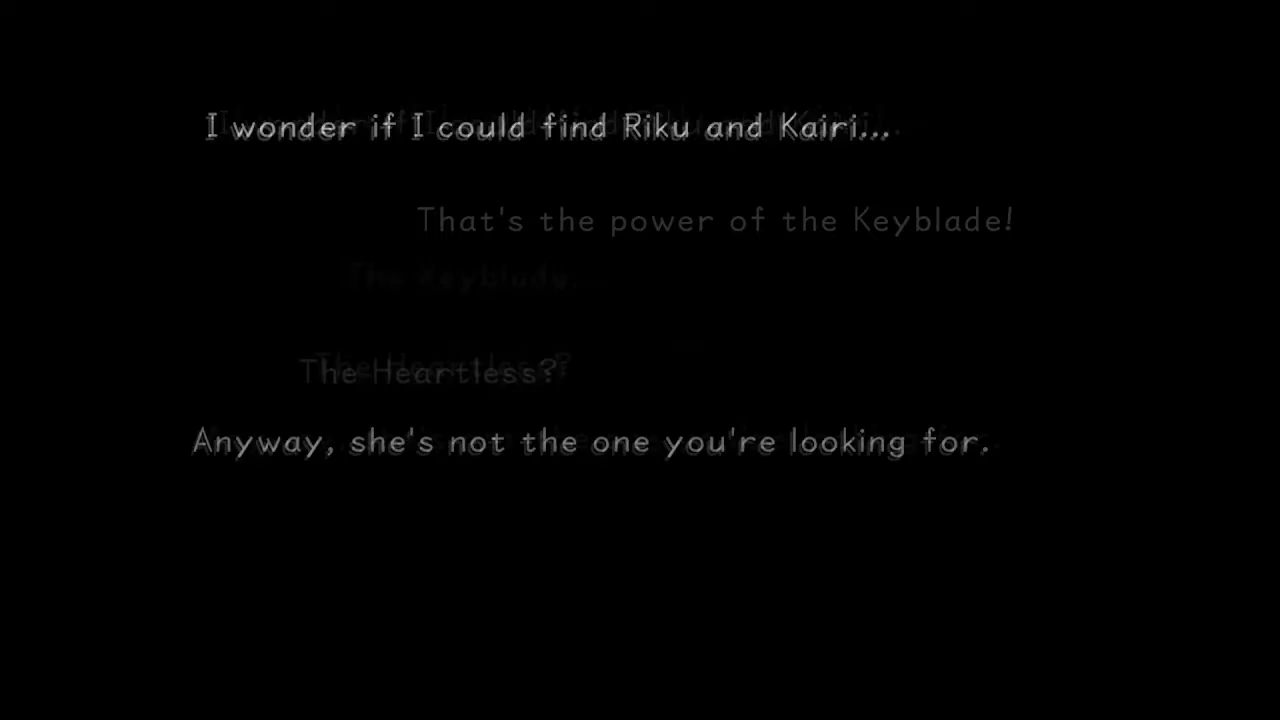 I wonder if I could find Riku and Kairi...
That's the power of the Keyblade!
The Keyblade...
The Heartless?
Anyway, she's not the one you're looking for.